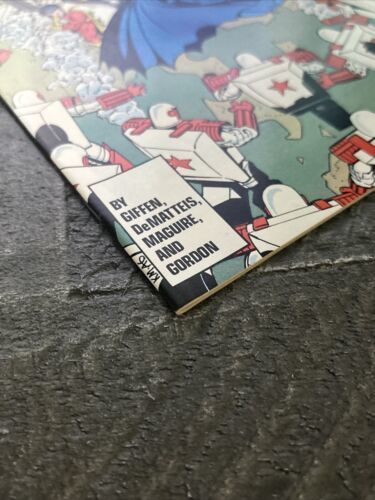 BY
GIFFEN,
DeMATTEIS,
MAGUIRE,
AND
GORDON